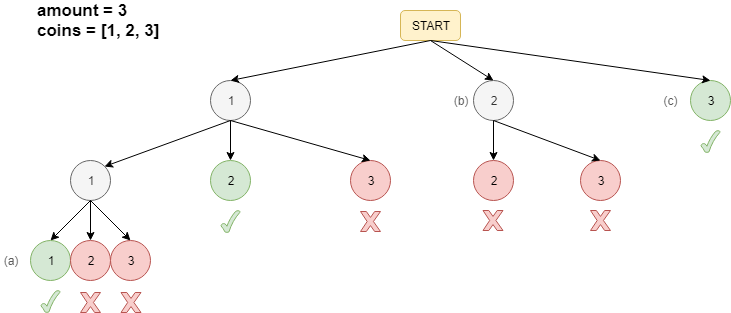 amount = 3
coins = [1, 2, 3]
START
1
(b) 2
(c) 3
1
2
3
2
3
(a) 1 2 3